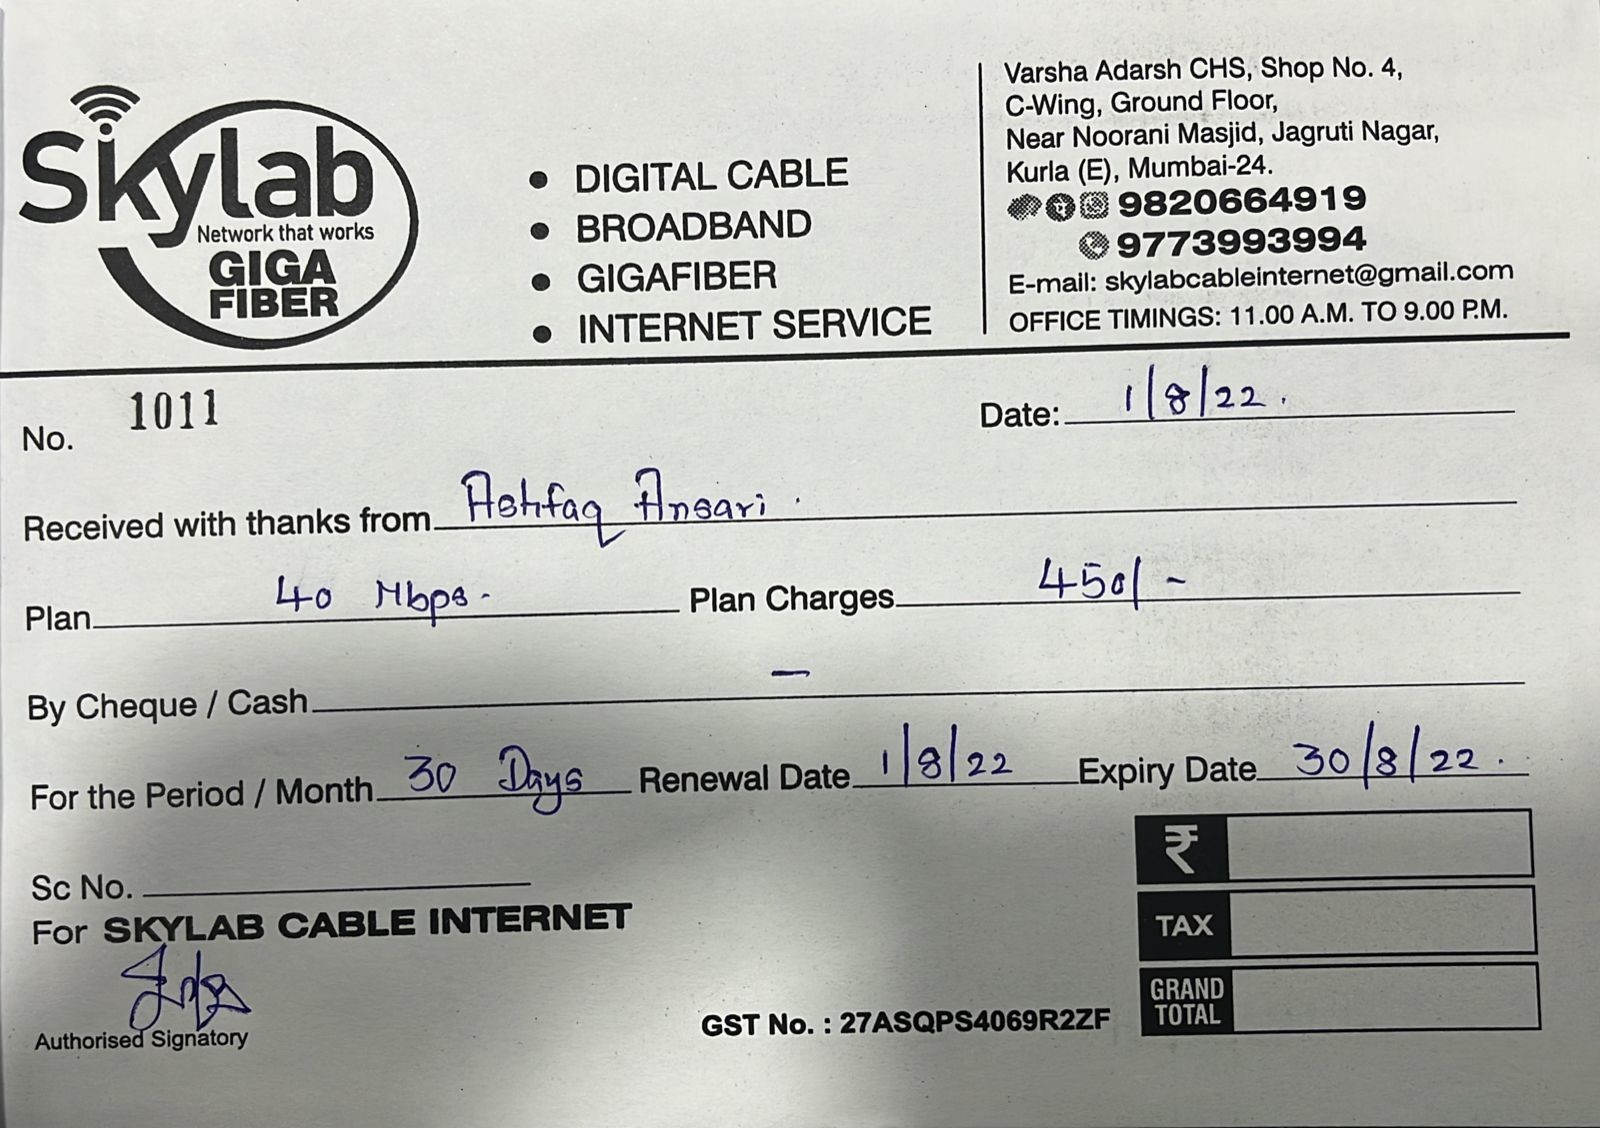 Skylab
Network that works
GIGA
FIBER
• DIGITAL CABLE
• BROADBAND
• GIGAFIBER
• INTERNET SERVICE
Varsha Adarsh CHS, Shop No. 4,
C-Wing, Ground Floor,
Near Noorani Masjid, Jagruti Nagar,
Kurla (E), Mumbai-24.
9820664919
9773993994
E-mail: skylabcableinternet@gmail.com
OFFICE TIMINGS: 11.00 A.M. TO 9.00 P.M.
No. 1011 Date: 1/8/22.
Received with thanks from Ashfaq Ansari.
Plan 40 Mbps. Plan Charges 450/-
By Cheque / Cash —
For the Period / Month 30 Days Renewal Date 1/8/22 Expiry Date 30/8/22.
₹
Sc No.
For SKYLAB CABLE INTERNET
TAX
Authorised Signatory
GST No. : 27ASQPS4069R2ZF
GRAND
TOTAL